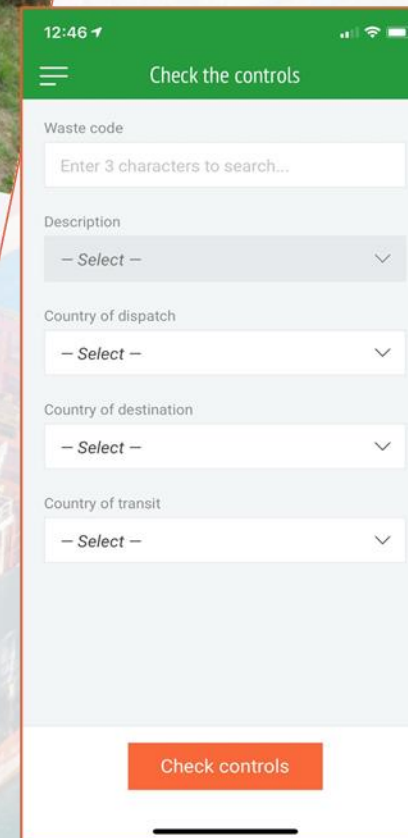 12:46
Check the controls
Waste code
Enter 3 characters to search...
Description
— Select —
Country of dispatch
— Select —
Country of destination
— Select —
Country of transit
— Select —
Check controls